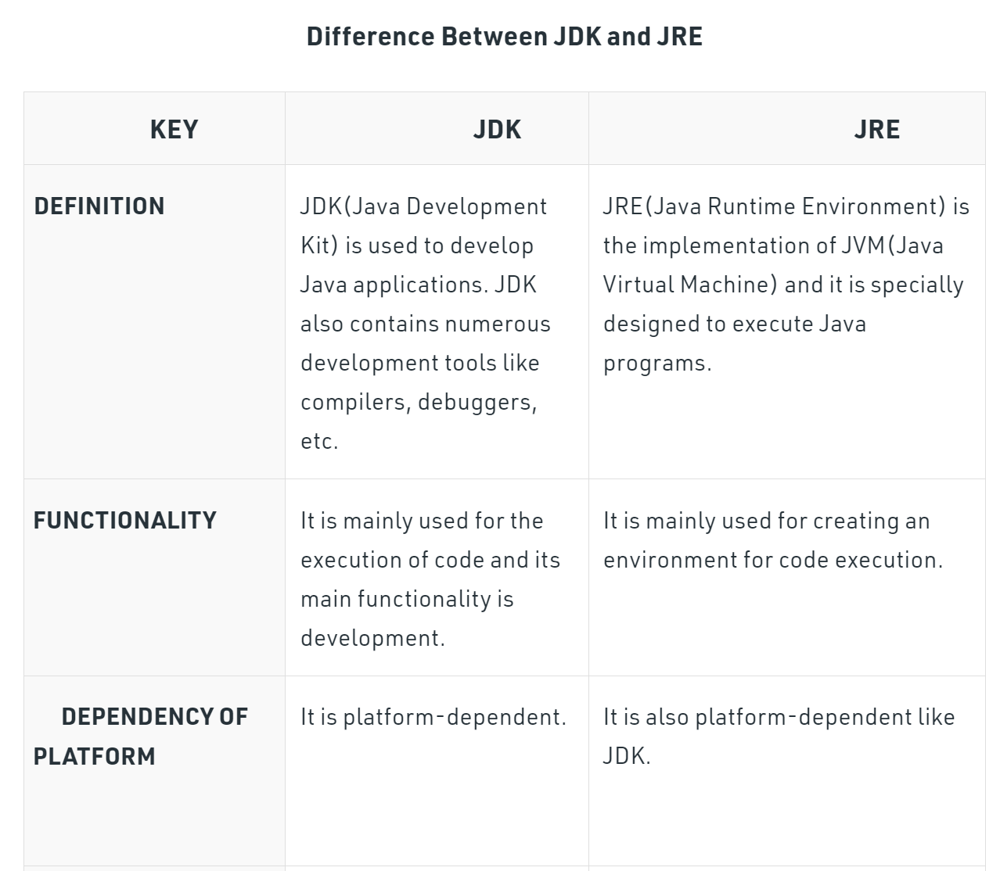 Difference Between JDK and JRE
KEY
JDK
JRE
DEFINITION
JDK(Java Development
Kit) is used to develop
Java applications. JDK
also contains numerous
development tools like
compilers, debuggers,
etc.
JRE(Java Runtime Environment) is
the implementation of JVM(Java
Virtual Machine) and it is specially
designed to execute Java
programs.
FUNCTIONALITY
It is mainly used for the
execution of code and its
main functionality is
development.
It is mainly used for creating an
environment for code execution.
DEPENDENCY OF
PLATFORM
It is platform-dependent.
It is also platform-dependent like
JDK.